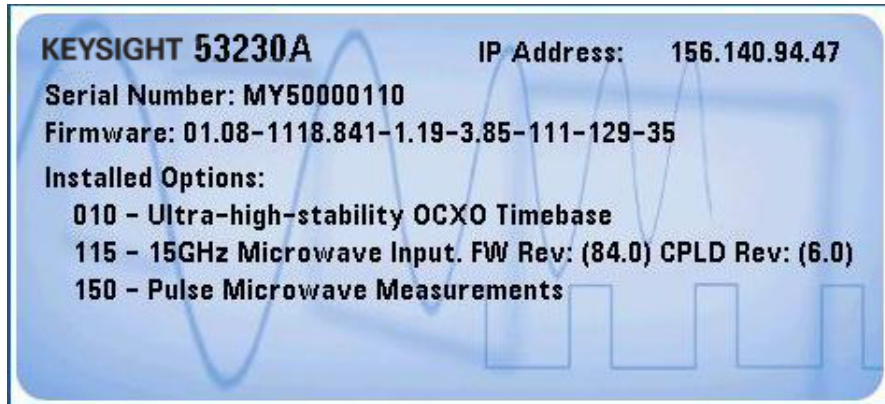 KEYSIGHT 53230A IP Address: 156.140.94.47
Serial Number: MY50000110
Firmware: 01.08-1118.841-1.19-3.85-111-129-35
Installed Options:
010 - Ultra-high-stability OCXO Timebase
115 - 15GHz Microwave Input. FW Rev: (84.0) CPLD Rev: (6.0)
150 - Pulse Microwave Measurements